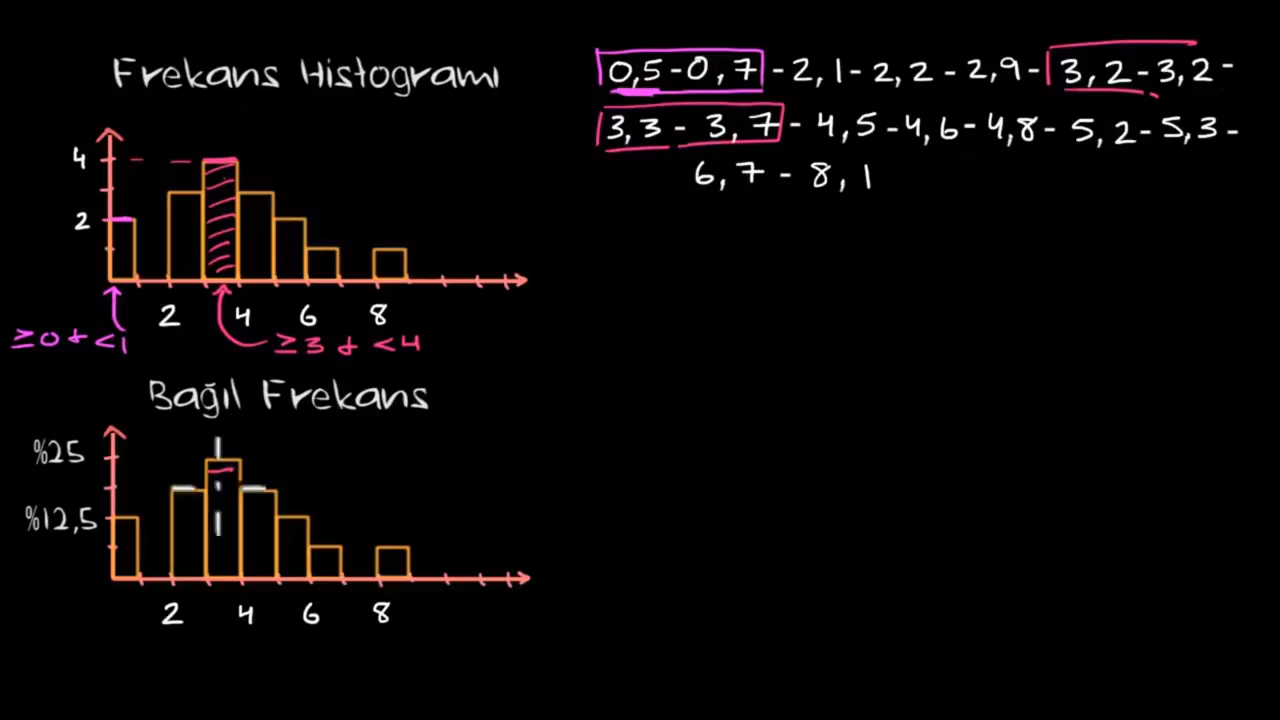 Frekans Histogramı
0,5-0,7-2,1-2,2-2,9-3,2-3,2-
3,3-3,7-4,5-4,6-4,8-5,2-5,3-
6,7-8,1
4
2
2 4 6 8
≥0 + <1
≥3 + <4
Bağıl Frekans
%25
%12,5
2 4 6 8